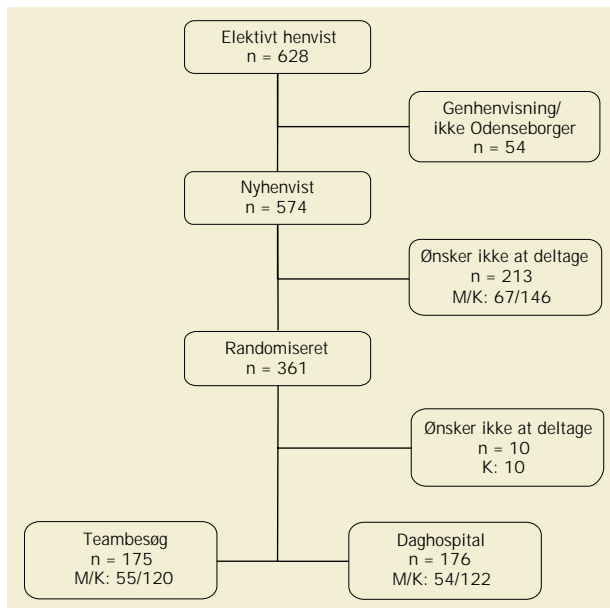 Elektivt henvist
n = 628
Genhenvisning/
ikke Odenseborger
n = 54
Nyhenvist
n = 574
Ønsker ikke at deltage
n = 213
M/K: 67/146
Randomiseret
n = 361
Ønsker ikke at deltage
n = 10
K: 10
Teambesøg
n = 175
M/K: 55/120
Daghospital
n = 176
M/K: 54/122